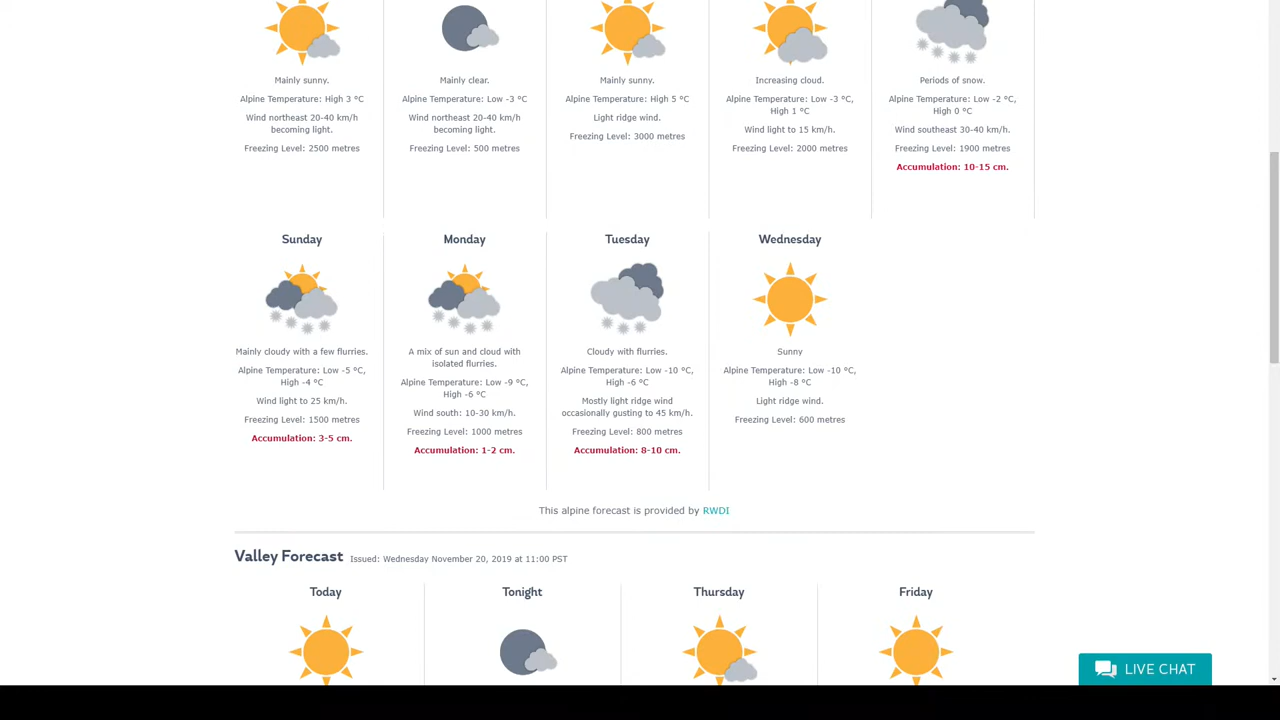 Mainly sunny.
Alpine Temperature: High 3 °C
Wind northeast 20-40 km/h
becoming light.
Freezing Level: 2500 metres
Mainly clear.
Alpine Temperature: Low -3 °C
Wind northeast 20-40 km/h
becoming light.
Freezing Level: 500 metres
Mainly sunny.
Alpine Temperature: High 5 °C
Light ridge wind.
Freezing Level: 3000 metres
Increasing cloud.
Alpine Temperature: Low -3 °C,
High 1 °C
Wind light to 15 km/h.
Freezing Level: 2000 metres
Periods of snow.
Alpine Temperature: Low -2 °C,
High 0 °C
Wind southeast 30-40 km/h.
Freezing Level: 1900 metres
Accumulation: 10-15 cm.
Sunday
Mainly cloudy with a few flurries.
Alpine Temperature: Low -5 °C,
High -4 °C
Wind light to 25 km/h.
Freezing Level: 1500 metres
Accumulation: 3-5 cm.
Monday
A mix of sun and cloud with
isolated flurries.
Alpine Temperature: Low -9 °C,
High -6 °C
Wind south: 10-30 km/h.
Freezing Level: 1000 metres
Accumulation: 1-2 cm.
Tuesday
Cloudy with flurries.
Alpine Temperature: Low -10 °C,
High -6 °C
Mostly light ridge wind
occasionally gusting to 45 km/h.
Freezing Level: 800 metres
Accumulation: 8-10 cm.
Wednesday
Sunny
Alpine Temperature: Low -10 °C,
High -8 °C
Light ridge wind.
Freezing Level: 600 metres
This alpine forecast is provided by RWDI
Valley Forecast Issued: Wednesday November 20, 2019 at 11:00 PST
Today
Tonight
Thursday
Friday
LIVE CHAT